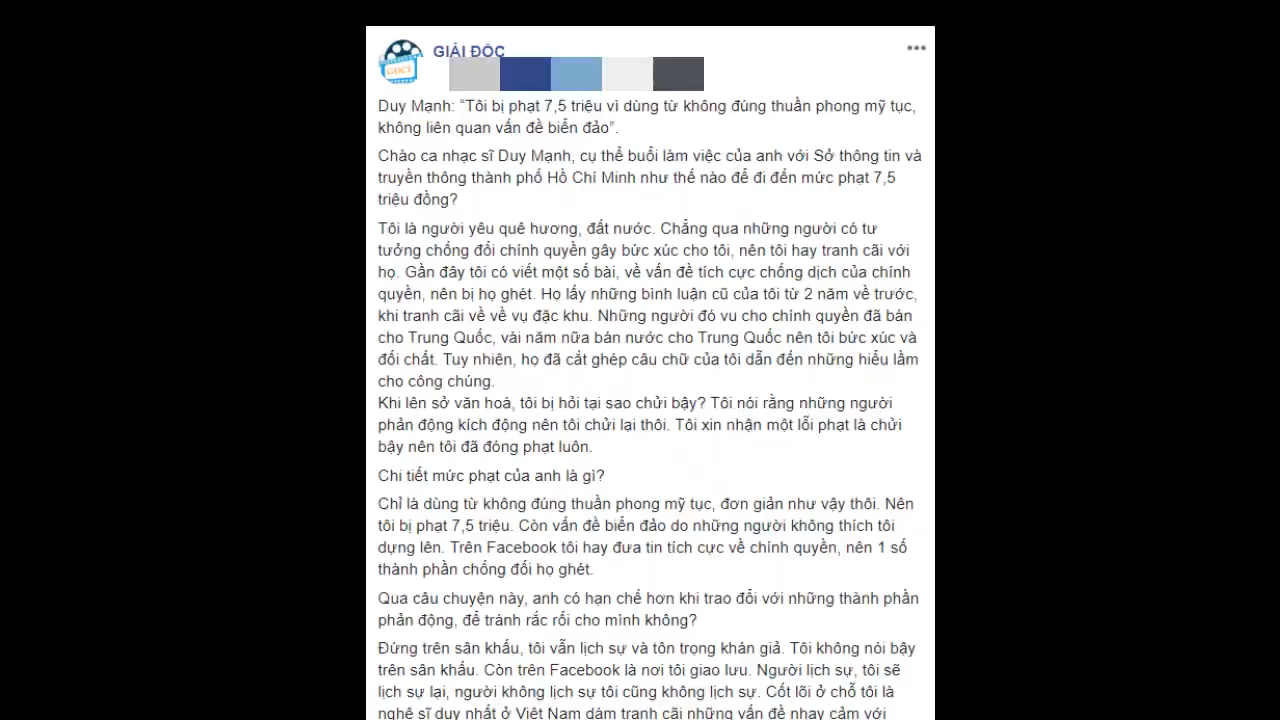 GIẢI ĐỘC
GDCT
Duy Mạnh: “Tôi bị phạt 7,5 triệu vì dùng từ không đúng thuần phong mỹ tục,
không liên quan vấn đề biển đảo”.
Chào ca nhạc sĩ Duy Mạnh, cụ thể buổi làm việc của anh với Sở thông tin và
truyền thông thành phố Hồ Chí Minh như thế nào để đi đến mức phạt 7,5
triệu đồng?
Tôi là người yêu quê hương, đất nước. Chẳng qua những người có tư
tưởng chống đối chính quyền gây bức xúc cho tôi, nên tôi hay tranh cãi với
họ. Gần đây tôi có viết một số bài, về vấn đề tích cực chống dịch của chính
quyền, nên bị họ ghét. Họ lấy những bình luận cũ của tôi từ 2 năm về trước,
khi tranh cãi về về vụ đặc khu. Những người đó vu cho chính quyền đã bán
cho Trung Quốc, vài năm nữa bán nước cho Trung Quốc nên tôi bức xúc và
đối chất. Tuy nhiên, họ đã cắt ghép câu chữ của tôi dẫn đến những hiểu lầm
cho công chúng.
Khi lên sở văn hoá, tôi bị hỏi tại sao chửi bậy? Tôi nói rằng những người
phản động kích động nên tôi chửi lại thôi. Tôi xin nhận một lỗi phạt là chửi
bậy nên tôi đã đóng phạt luôn.
Chi tiết mức phạt của anh là gì?
Chỉ là dùng từ không đúng thuần phong mỹ tục, đơn giản như vậy thôi. Nên
tôi bị phạt 7,5 triệu. Còn vấn đề biển đảo do những người không thích tôi
dựng lên. Trên Facebook tôi hay đưa tin tích cực về chính quyền, nên 1 số
thành phần chống đối họ ghét.
Qua câu chuyện này, anh có hạn chế hơn khi trao đổi với những thành phần
phản động, để tránh rắc rối cho mình không?
Đứng trên sân khấu, tôi vẫn lịch sự và tôn trọng khán giả. Tôi không nói bậy
trên sân khấu. Còn trên Facebook là nơi tôi giao lưu. Người lịch sự, tôi sẽ
lịch sự lại, người không lịch sự tôi cũng không lịch sự. Cốt lõi ở chỗ tôi là
nghệ sĩ duy nhất ở Việt Nam dám tranh cãi những vấn đề nhạy cảm với